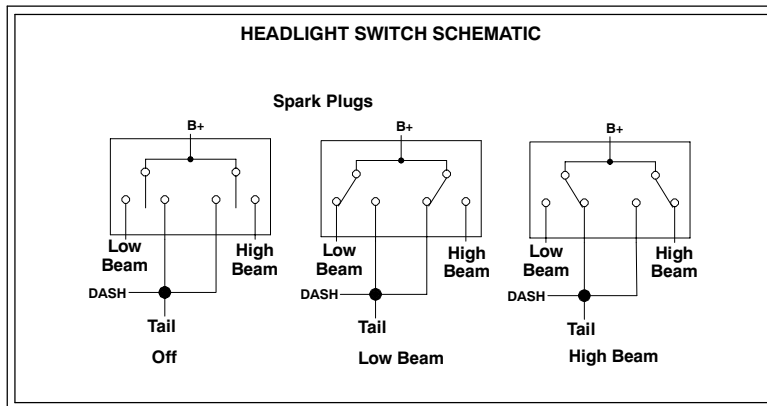 HEADLIGHT SWITCH SCHEMATIC
Spark Plugs
B+
B+
B+
Low
Beam
High
Beam
DASH
Tail
Off
Low
Beam
High
Beam
DASH
Tail
Low Beam
Low
Beam
High
Beam
DASH
Tail
High Beam